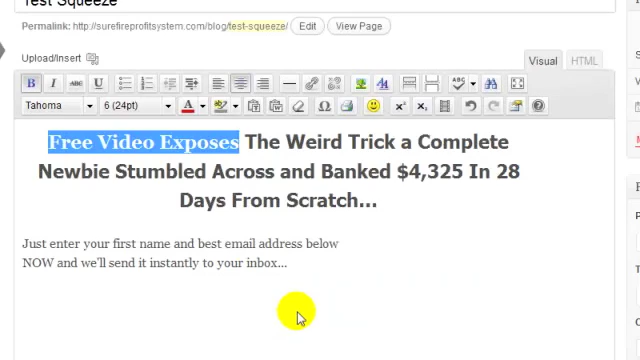 Test Squeeze
Permalink: http://surefireprofitsystem.com/blog/test-squeeze/ Edit View Page
Upload/Insert Visual HTML
B I ABC U
Tahoma 6 (24pt) A ab
Free Video Exposes The Weird Trick a Complete
Newbie Stumbled Across and Banked $4,325 In 28
Days From Scratch...
Just enter your first name and best email address below
NOW and we'll send it instantly to your inbox...